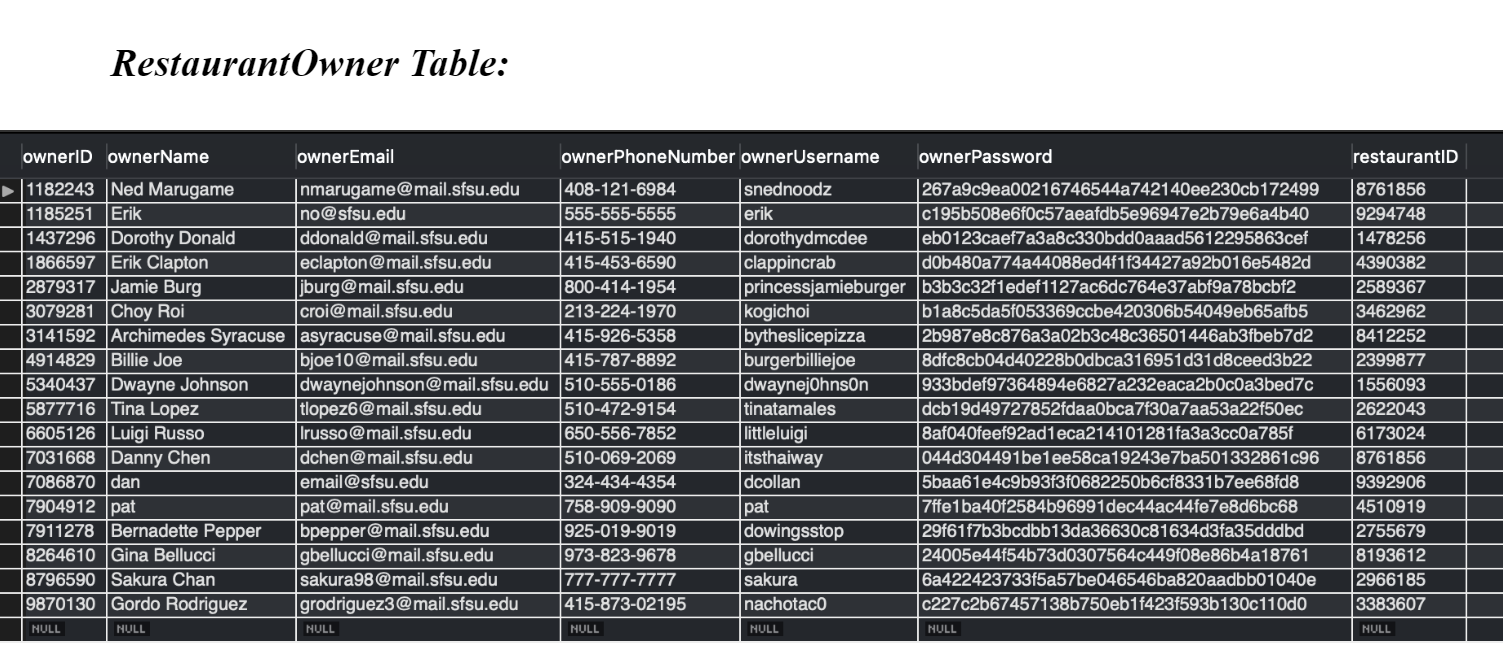 RestaurantOwner Table:
ownerID ownerName ownerEmail ownerPhoneNumber ownerUsername ownerPassword restaurantID
1182243 Ned Marugame nmarugame@mail.sfsu.edu 408-121-6984 snednoodz 267a9c9ea00216746544a742140ee230cb172499 8761856
1185251 Erik no@sfsu.edu 555-555-5555 erik c195b508e6f0c57aeafdb5e96947e2b79e6a4b40 9294748
1437296 Dorothy Donald ddonald@mail.sfsu.edu 415-515-1940 dorothydmcdee eb0123caef7a3a8c330bdd0aaad5612295863cef 1478256
1866597 Erik Clapton eclapton@mail.sfsu.edu 415-453-6590 clappincrab d0b480a774a44088ed4f1f34427a92b016e5482d 4390382
2879317 Jamie Burg jburg@mail.sfsu.edu 800-414-1954 princessjamieburger b3b3c32f1edef1127ac6dc764e37abf9a78bcbf2 2589367
3079281 Choy Roi croi@mail.sfsu.edu 213-224-1970 kogichoi b1a8c5da5f053369ccbe420306b54049eb65afb5 3462962
3141592 Archimedes Syracuse asyracuse@mail.sfsu.edu 415-926-5358 bytheslicepizza 2b987e8c876a3a02b3c48c36501446ab3fbeb7d2 8412252
4914829 Billie Joe bjoe10@mail.sfsu.edu 415-787-8892 burgerbilliejoe 8dfc8cb04d40228b0dbca316951d31d8ceed3b22 2399877
5340437 Dwayne Johnson dwaynejohnson@mail.sfsu.edu 510-555-0186 dwaynej0hns0n 933bdef97364894e6827a232eaca2b0c0a3bed7c 1556093
5877716 Tina Lopez tlopez6@mail.sfsu.edu 510-472-9154 tinatamales dcb19d49727852fdaa0bca7f30a7aa53a22f50ec 2622043
6605126 Luigi Russo lrusso@mail.sfsu.edu 650-556-7852 littleluigi 8af040feef92ad1eca214101281fa3a3cc0a785f 6173024
7031668 Danny Chen dchen@mail.sfsu.edu 510-069-2069 itsthaiway 044d304491be1ee58ca19243e7ba501332861c96 8761856
7086870 dan email@sfsu.edu 324-434-4354 dcollan 5baa61e4c9b93f3f0682250b6cf8331b7ee68fd8 9392906
7904912 pat pat@mail.sfsu.edu 758-909-9090 pat 7ffe1ba40f2584b96991dec44ac44fe7e8d6bc68 4510919
7911278 Bernadette Pepper bpepper@mail.sfsu.edu 925-019-9019 dowingsstop 29f61f7b3bcdbb13da36630c81634d3fa35dddbd 2755679
8264610 Gina Bellucci gbellucci@mail.sfsu.edu 973-823-9678 gbellucci 24005e44f54b73d0307564c449f08e86b4a18761 8193612
8796590 Sakura Chan sakura98@mail.sfsu.edu 777-777-7777 sakura 6a422423733f5a57be046546ba820aadbb01040e 2966185
9870130 Gordo Rodriguez grodriguez3@mail.sfsu.edu 415-873-02195 nachotac0 c227c2b67457138b750eb1f423f593b130c110d0 3383607
NULL NULL NULL NULL NULL NULL NULL